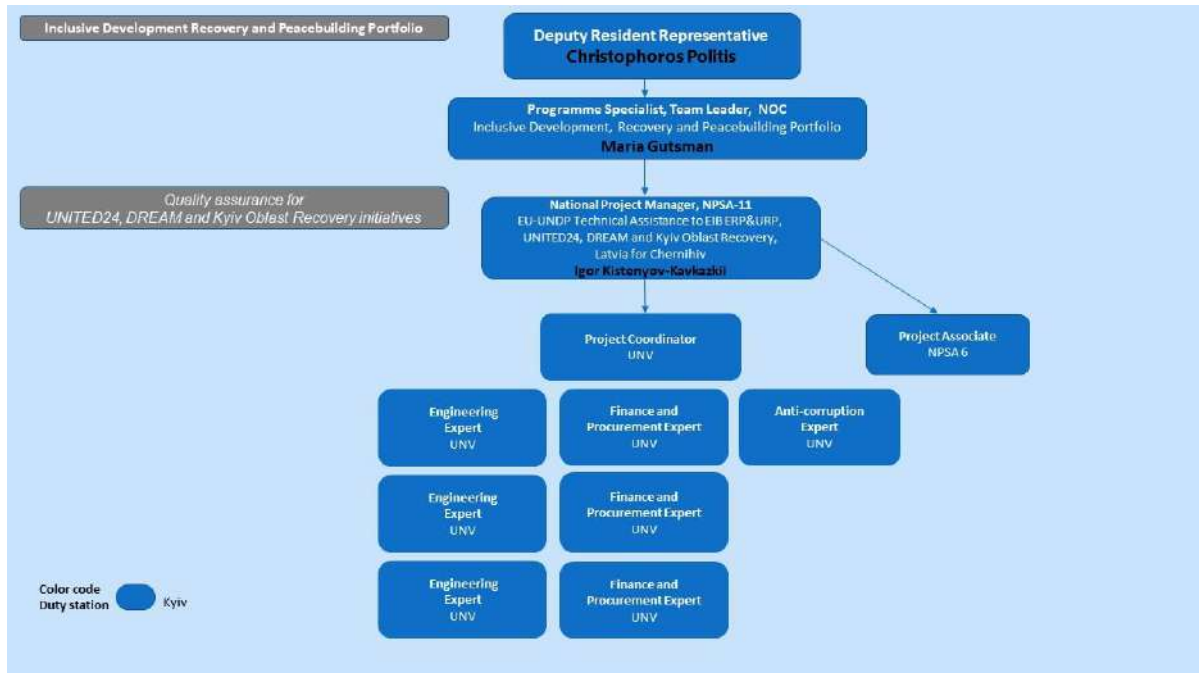 Inclusive Development Recovery and Peacebuilding Portfolio
Deputy Resident Representative
Christophoros Politis
Programme Specialist, Team Leader, NOC
Inclusive Development, Recovery and Peacebuilding Portfolio
Maria Gutsman
Quality assurance for
UNITED24, DREAM and Kyiv Oblast Recovery initiatives
National Project Manager, NPSA-11
EU-UNDP Technical Assistance to EIB ERP&URP,
UNITED24, DREAM and Kyiv Oblast Recovery,
Latvia for Chernihiv
Igor Kistenyov-Kavkazkii
Project Coordinator
UNV
Project Associate
NPSA 6
Engineering
Expert
UNV
Finance and
Procurement Expert
UNV
Anti-corruption
Expert
UNV
Engineering
Expert
UNV
Finance and
Procurement Expert
UNV
Engineering
Expert
UNV
Finance and
Procurement Expert
UNV
Color code
Duty station
Kyiv